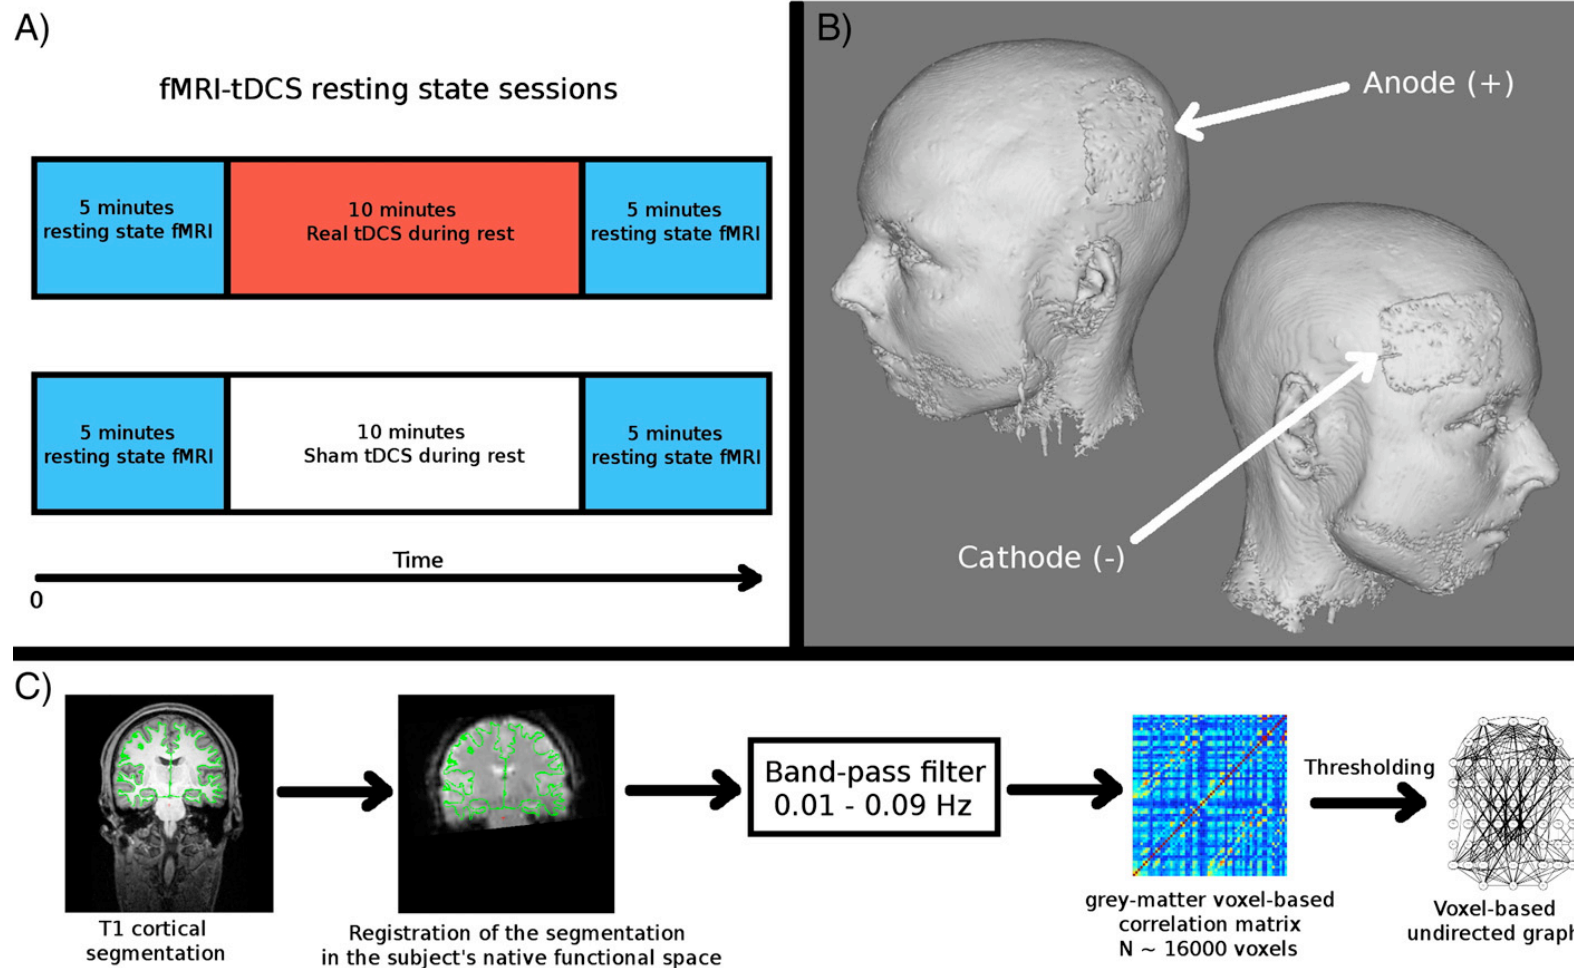 A)
fMRI-tDCS resting state sessions
5 minutes
resting state fMRI
10 minutes
Real tDCS during rest
5 minutes
resting state fMRI
5 minutes
resting state fMRI
10 minutes
Sham tDCS during rest
5 minutes
resting state fMRI
Time
0
B)
Anode (+)
Cathode (-)
C)
T1 cortical
segmentation
Registration of the segmentation
in the subject's native functional space
Band-pass filter
0.01 - 0.09 Hz
grey-matter voxel-based
correlation matrix
N ~ 16000 voxels
Thresholding
Voxel-based
undirected graph